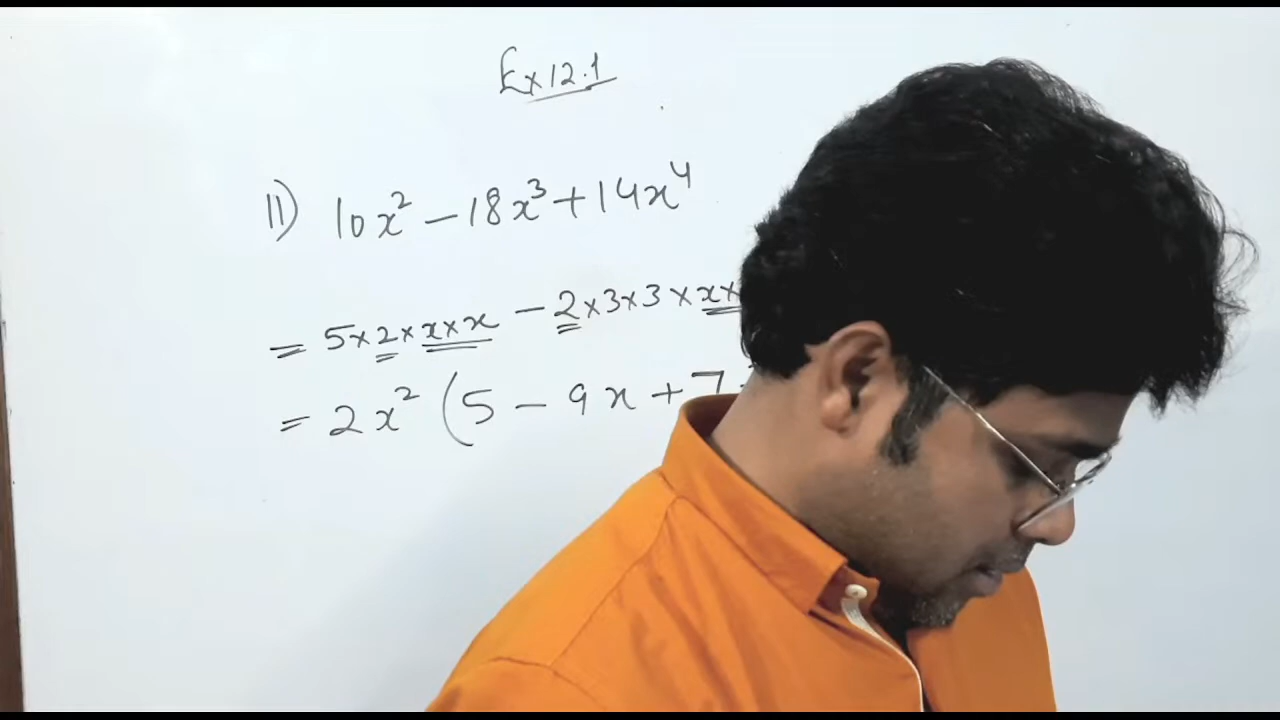 Ex 12.1
11) 10x² - 18x³ + 14x⁴
= 5 × 2 × x × x - 2 × 3 × 3 × x ×
= 2x² (5 - 9x + 7